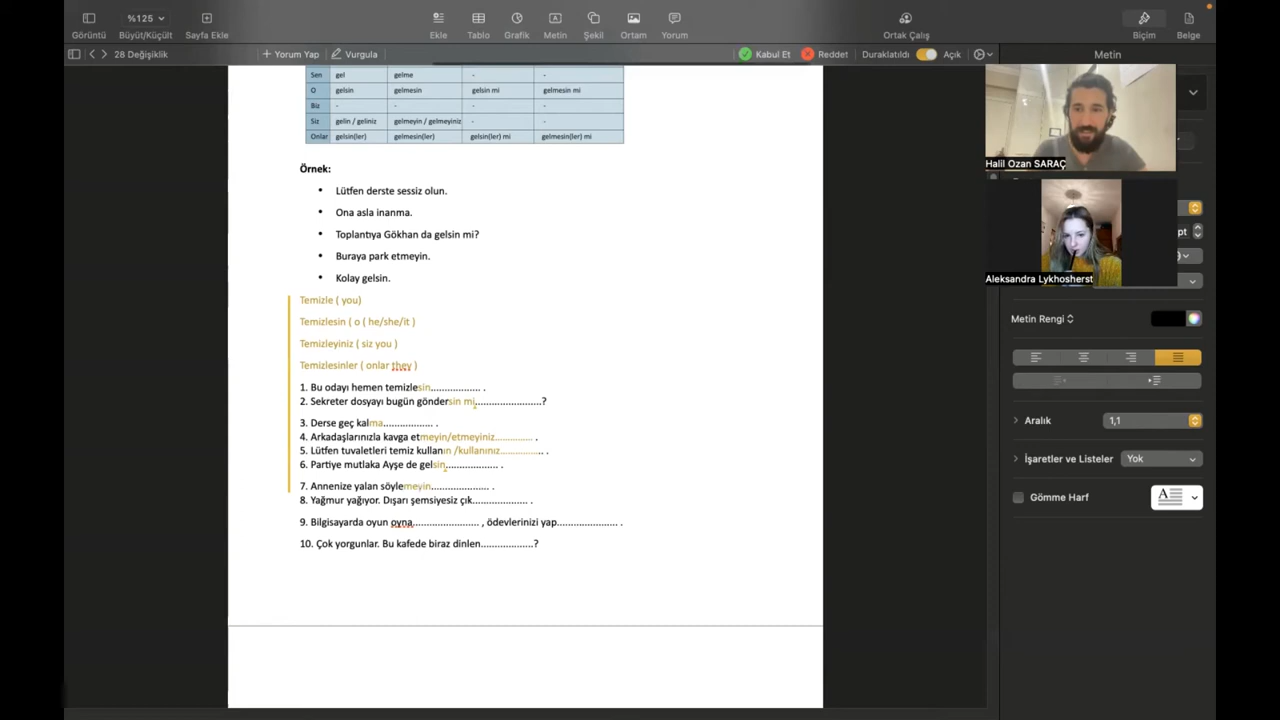 %125
Görüntü
Büyüt/Küçült
Sayfa Ekle
Ekle
Tablo
Grafik
Metin
Şekil
Ortam
Yorum
Ortak Çalış
Biçim
Belge
28 Değişiklik
+ Yorum Yap
Vurgula
Kabul Et
Reddet
Duraklatıldı
Açık
Metin
Sen gel gelme - -
O gelsin gelmesin gelsin mi gelmesin mi
Biz - - - -
Siz gelin / geliniz gelmeyin / gelmeyiniz - -
Onlar gelsin(ler) gelmesin(ler) gelsin(ler) mi gelmesin(ler) mi
Halil Ozan SARAÇ
Örnek:
• Lütfen derste sessiz olun.
• Ona asla inanma.
• Toplantıya Gökhan da gelsin mi?
• Buraya park etmeyin.
• Kolay gelsin.
pt
Aleksandra Lykhosherst
Temizle ( you)
Temizlesin ( o ( he/she/it )
Temizleyiniz ( siz you )
Temizlesinler ( onlar they )
1. Bu odayı hemen temizlesin.................. .
2. Sekreter dosyayı bugün göndersin mi........................?
3. Derse geç kalma................. .
4. Arkadaşlarınızla kavga etmeyin/etmeyiniz............. .
5. Lütfen tuvaletleri temiz kullanın /kullanınız................ .
6. Partiye mutlaka Ayşe de gelsin.................. .
7. Annenize yalan söylemeyin.................... .
8. Yağmur yağıyor. Dışarı şemsiyesiz çık................... .
9. Bilgisayarda oyun oyna....................... , ödevlerinizi yap..................... .
10. Çok yorgunlar. Bu kafede biraz dinlen..................?
Metin Rengi
Aralık
1,1
İşaretler ve Listeler
Yok
Gömme Harf
A